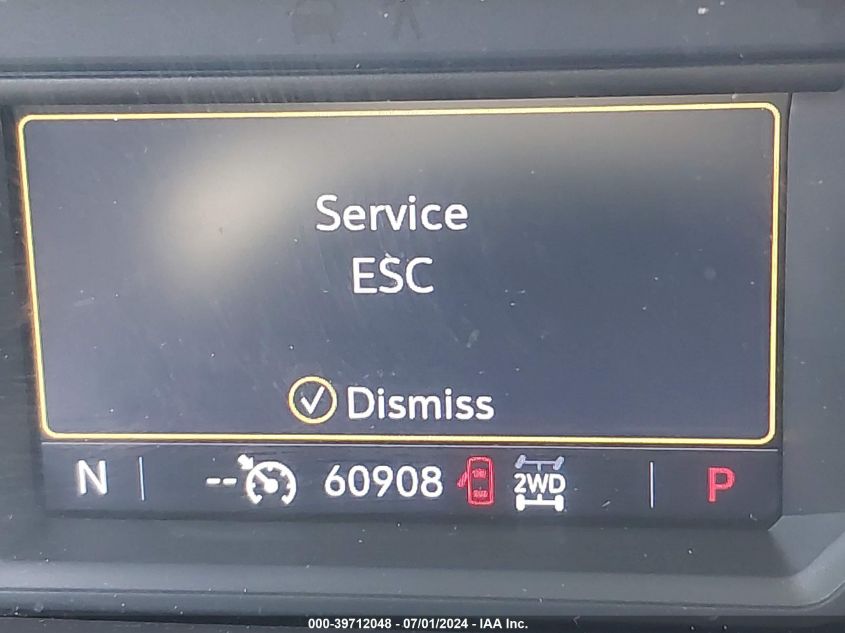 Service
ESC
Dismiss
N -- 60908 2WD P
000-39712048 - 07/01/2024 - IAA Inc.